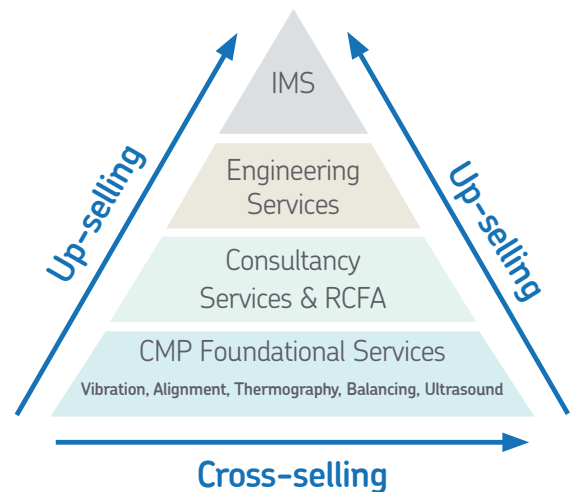 IMS
Engineering
Services
Consultancy
Services & RCFA
CMP Foundational Services
Vibration, Alignment, Thermography, Balancing, Ultrasound
Up-selling
Up-selling
Cross-selling